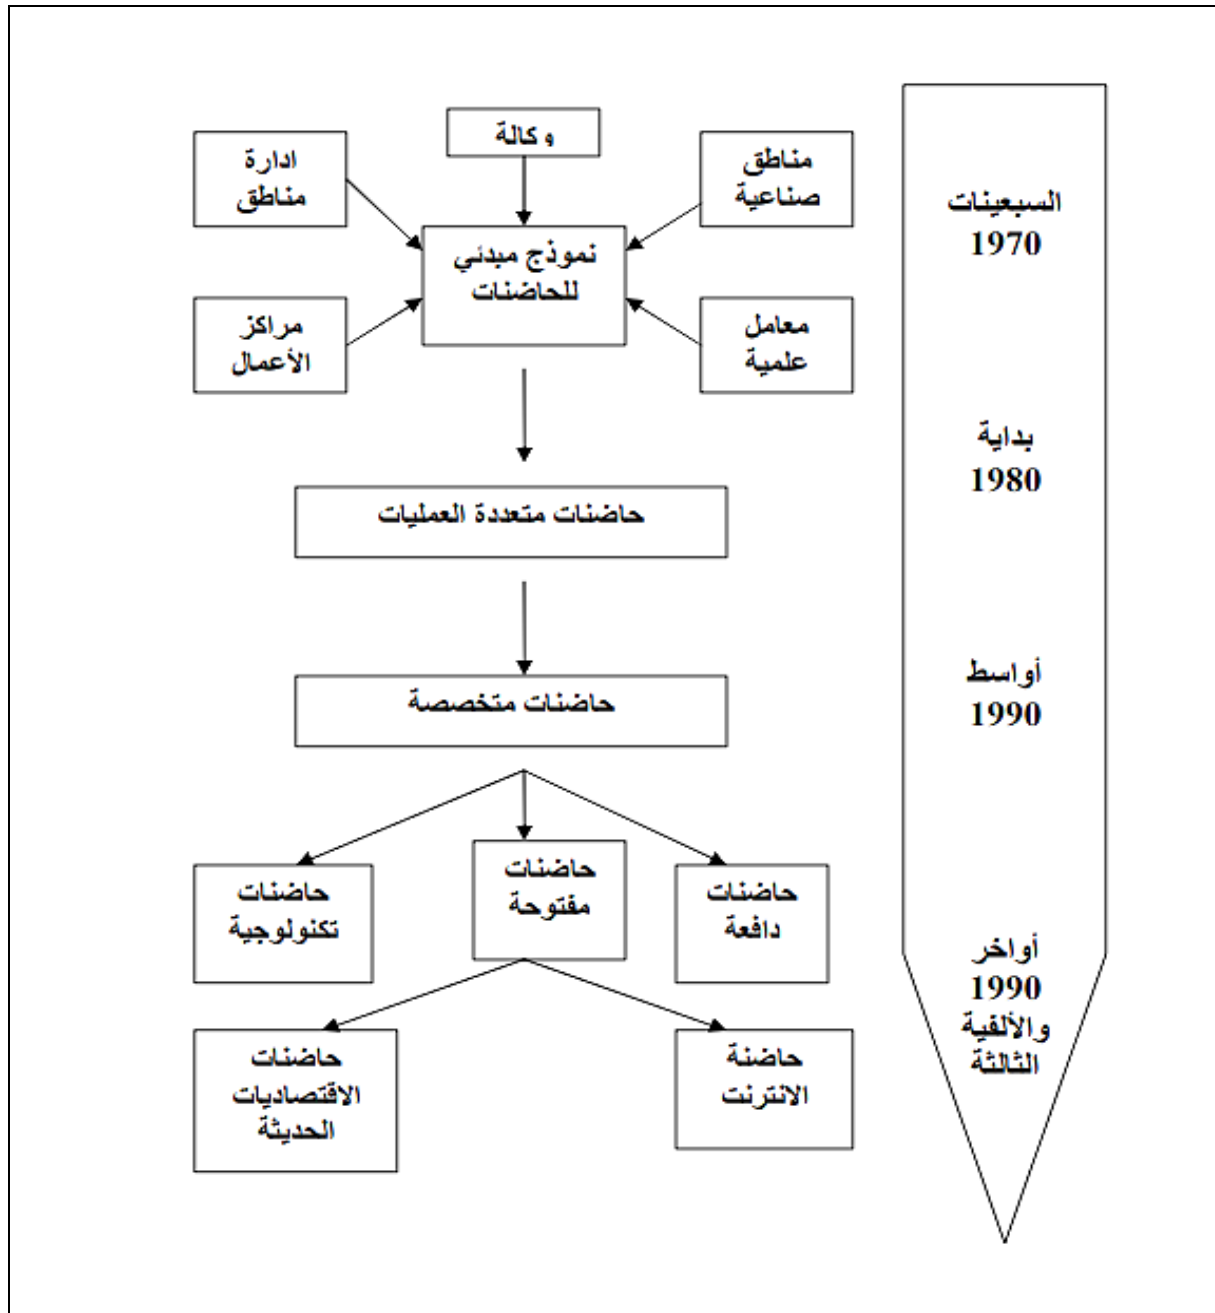 وكالة
مناطق
صناعية
ادارة
مناطق
نموذج مبدئي
للحاضنات
معامل
علمية
مراكز
الأعمال
حاضنات متعددة العمليات
حاضنات متخصصة
حاضنات
دافعة
حاضنات
مفتوحة
حاضنات
تكنولوجية
حاضنة
الانترنت
حاضنات
الاقتصاديات
الحديثة
السبعينات
1970
بداية
1980
أواسط
1990
أواخر
1990
والألفية
الثالثة